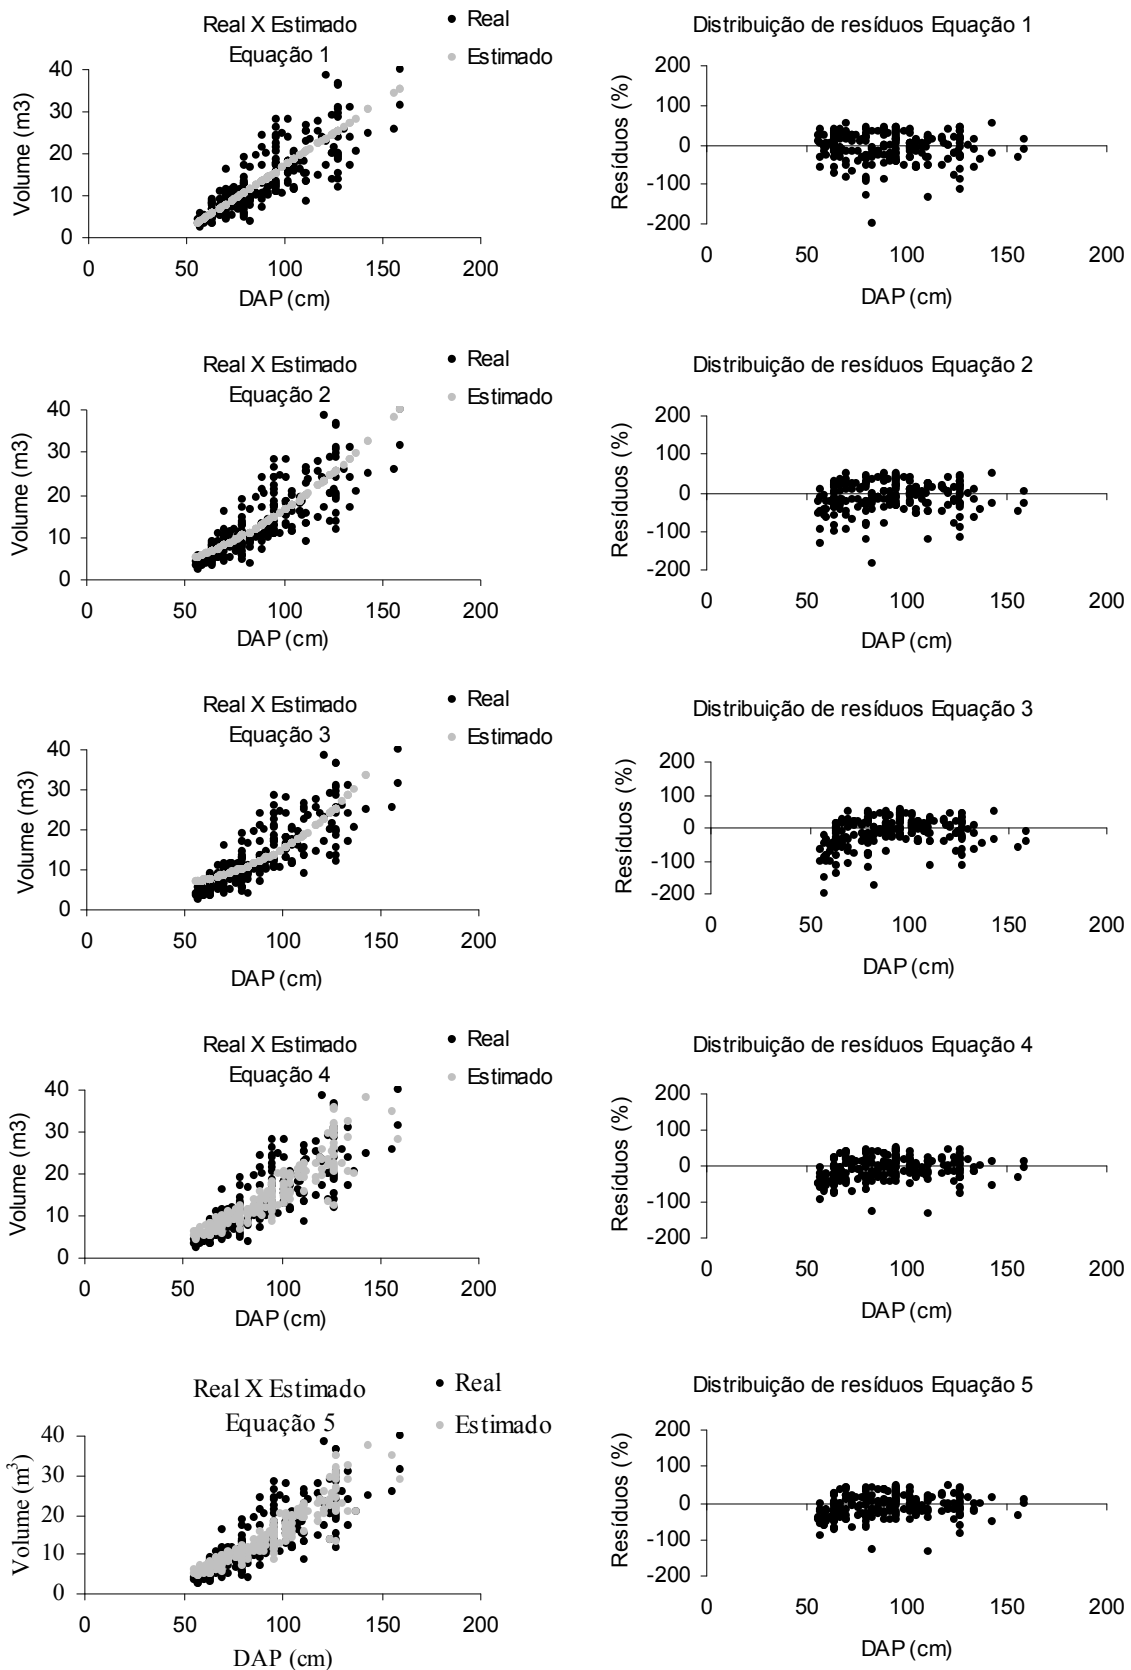 Real X Estimado
Equação 1
Real
Estimado
Volume (m3)
40
30
20
10
0
0 50 100 150 200
DAP (cm)
Distribuição de resíduos Equação 1
Resíduos (%)
200
100
0
-100
-200
0 50 100 150 200
DAP (cm)
Real X Estimado
Equação 2
Real
Estimado
Volume (m3)
40
30
20
10
0
0 50 100 150 200
DAP (cm)
Distribuição de resíduos Equação 2
Resíduos (%)
200
100
0
-100
-200
0 50 100 150 200
DAP (cm)
Real X Estimado
Equação 3
Real
Estimado
Volume (m3)
40
30
20
10
0
0 50 100 150 200
DAP (cm)
Distribuição de resíduos Equação 3
Resíduos (%)
200
100
0
-100
-200
0 50 100 150 200
DAP (cm)
Real X Estimado
Equação 4
Real
Estimado
Volume (m3)
40
30
20
10
0
0 50 100 150 200
DAP (cm)
Distribuição de resíduos Equação 4
Resíduos (%)
200
100
0
-100
-200
0 50 100 150 200
DAP (cm)
Real X Estimado
Equação 5
Real
Estimado
Volume (m³)
40
30
20
10
0
0 50 100 150 200
DAP (cm)
Distribuição de resíduos Equação 5
Resíduos (%)
200
100
0
-100
-200
0 50 100 150 200
DAP (cm)